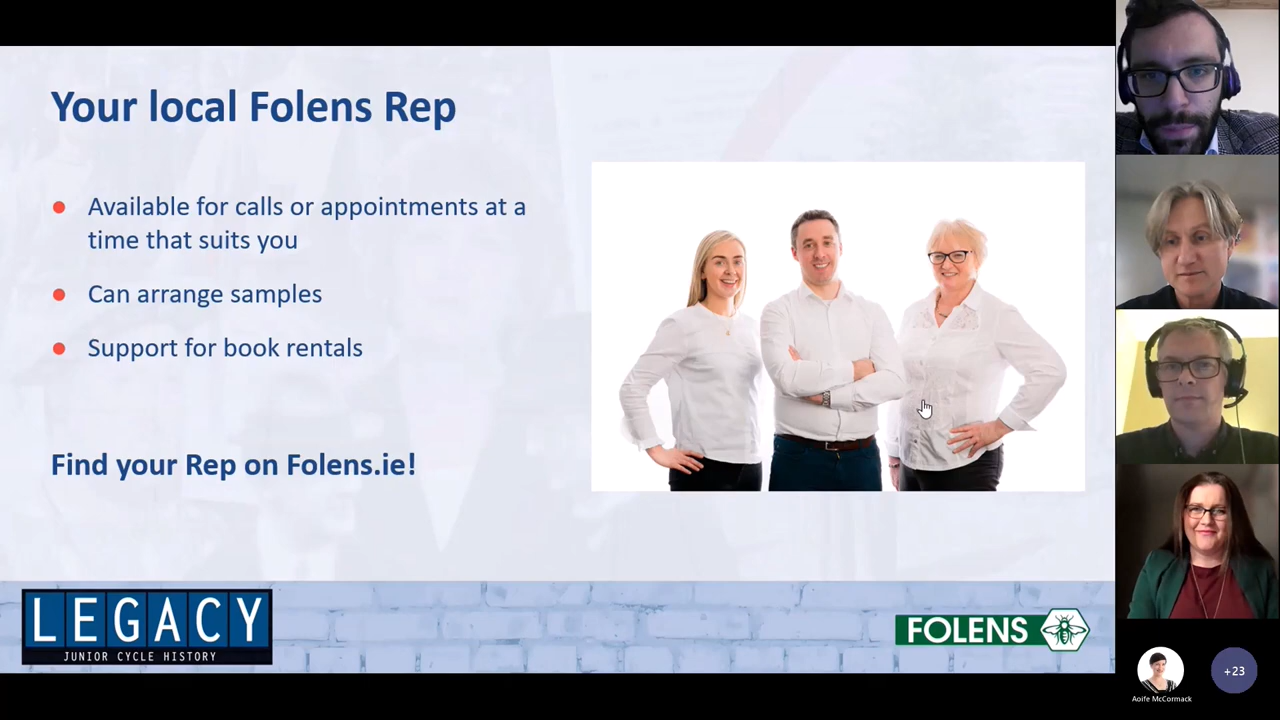 Your local Folens Rep
Available for calls or appointments at a
time that suits you
Can arrange samples
Support for book rentals
Find your Rep on Folens.ie!
LEGACY
JUNIOR CYCLE HISTORY
FOLENS
Aoife McCormack
+23